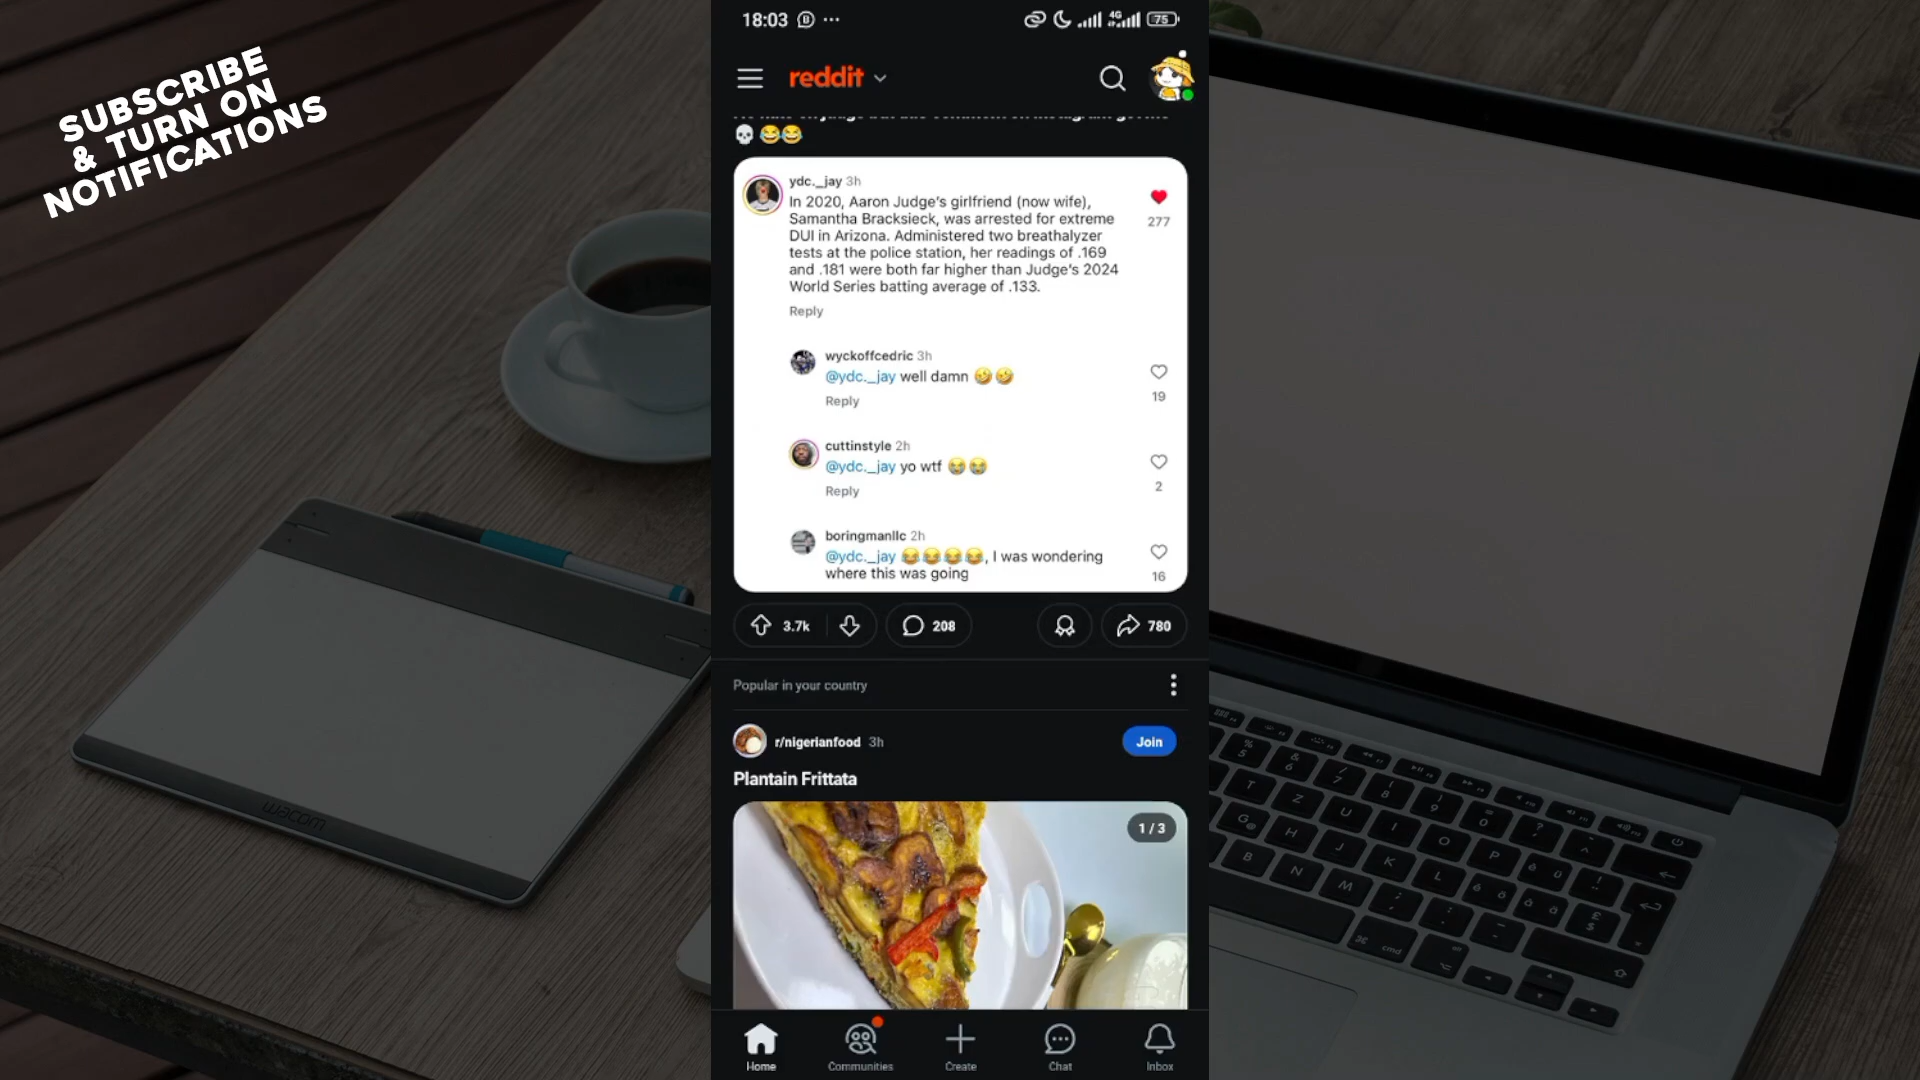 SUBSCRIBE
& TURN ON
NOTIFICATIONS
18:03
4G
75
reddit
ydc._jay 3h
In 2020, Aaron Judge's girlfriend (now wife),
Samantha Bracksieck, was arrested for extreme
DUI in Arizona. Administered two breathalyzer
tests at the police station, her readings of .169
and .181 were both far higher than Judge's 2024
World Series batting average of .133.
277
Reply
wyckoffcedric 3h
@ydc._jay well damn 🤣🤣
19
Reply
cuttinstyle 2h
@ydc._jay yo wtf 😭😭
2
Reply
boringmanllc 2h
@ydc._jay 😂😂😂😂, I was wondering
where this was going
16
3.7k
208
780
Popular in your country
r/nigerianfood 3h
Join
Plantain Frittata
1/3
Home
Communities
Create
Chat
Inbox
wacom